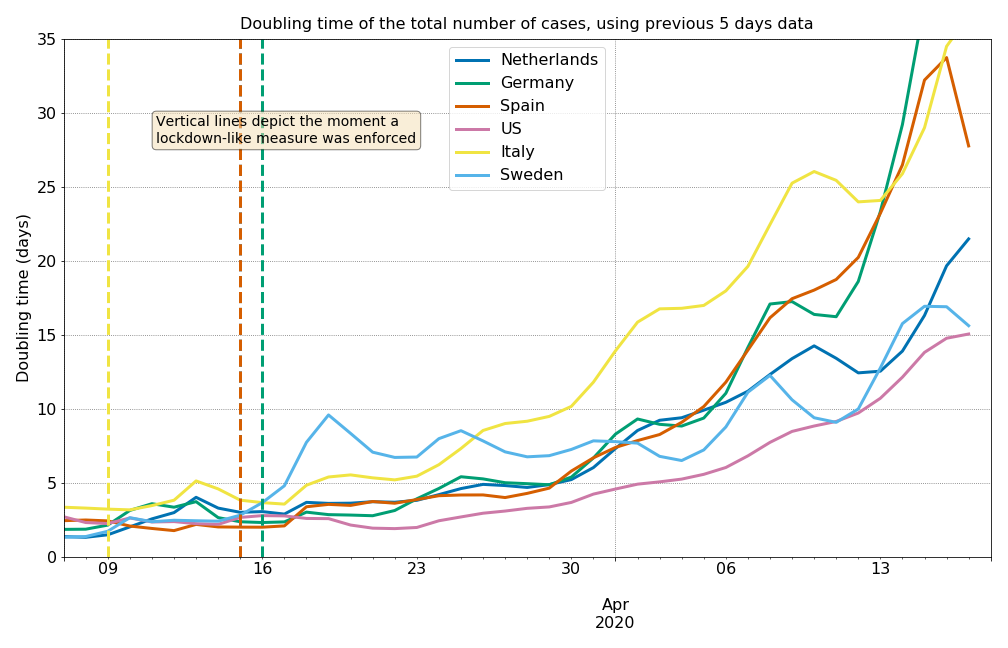 Doubling time of the total number of cases, using previous 5 days data
35
30
25
20
15
10
5
0
Doubling time (days)
Vertical lines depict the moment a
lockdown-like measure was enforced
Netherlands
Germany
Spain
US
Italy
Sweden
09 16 23 30 06 13
Apr
2020